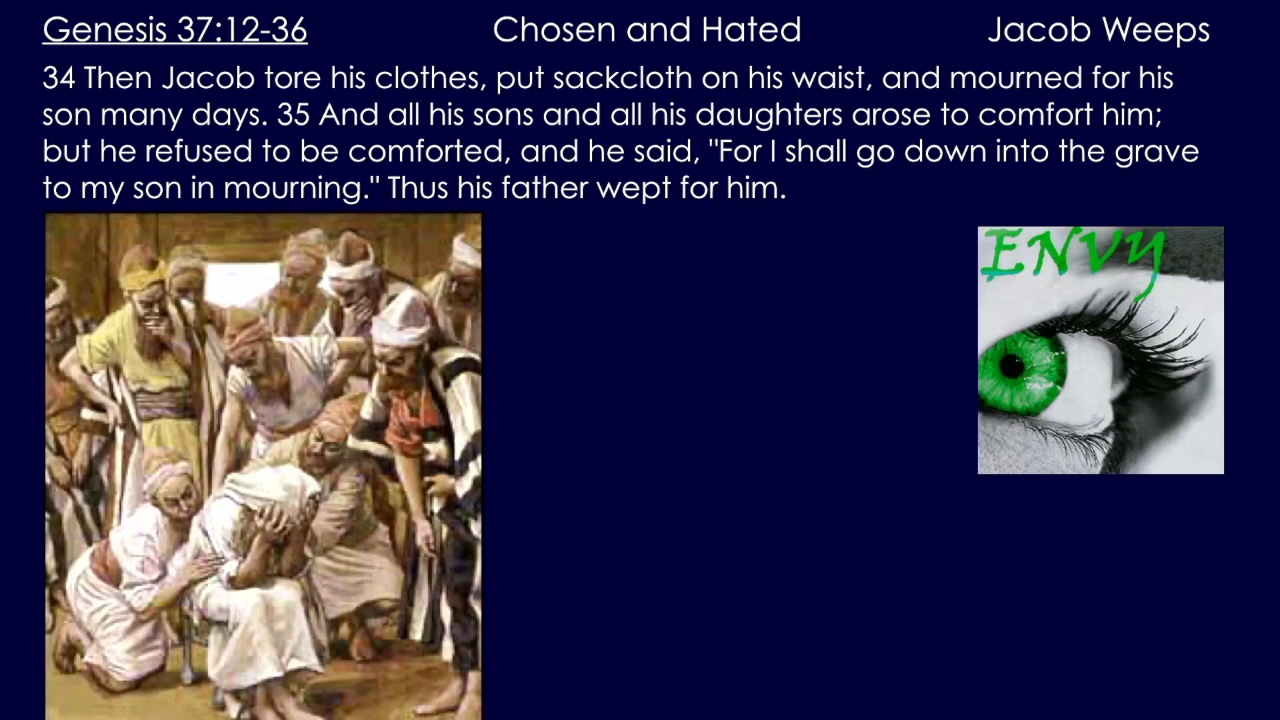 Genesis 37:12-36 Chosen and Hated Jacob Weeps
34 Then Jacob tore his clothes, put sackcloth on his waist, and mourned for his
son many days. 35 And all his sons and all his daughters arose to comfort him;
but he refused to be comforted, and he said, "For I shall go down into the grave
to my son in mourning." Thus his father wept for him.
ENVY